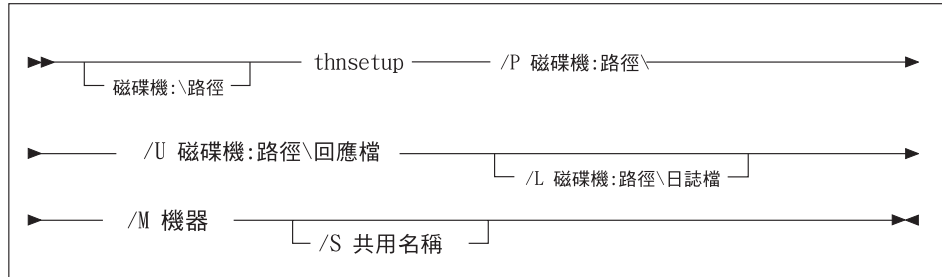 thnsetup /P 磁碟機:路徑\
磁碟機:\路徑
/U 磁碟機:路徑\回應檔
/L 磁碟機:路徑\日誌檔
/M 機器
/S 共用名稱